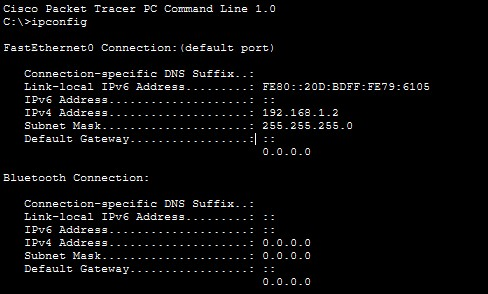 Cisco Packet Tracer PC Command Line 1.0
C:\>ipconfig
FastEthernet0 Connection:(default port)
Connection-specific DNS Suffix..:
Link-local IPv6 Address.........: FE80::20D:BDFF:FE79:6105
IPv6 Address....................: ::
IPv4 Address....................: 192.168.1.2
Subnet Mask.....................: 255.255.255.0
Default Gateway.................: ::
0.0.0.0
Bluetooth Connection:
Connection-specific DNS Suffix..:
Link-local IPv6 Address.........: ::
IPv6 Address....................: ::
IPv4 Address....................: 0.0.0.0
Subnet Mask.....................: 0.0.0.0
Default Gateway.................: ::
0.0.0.0